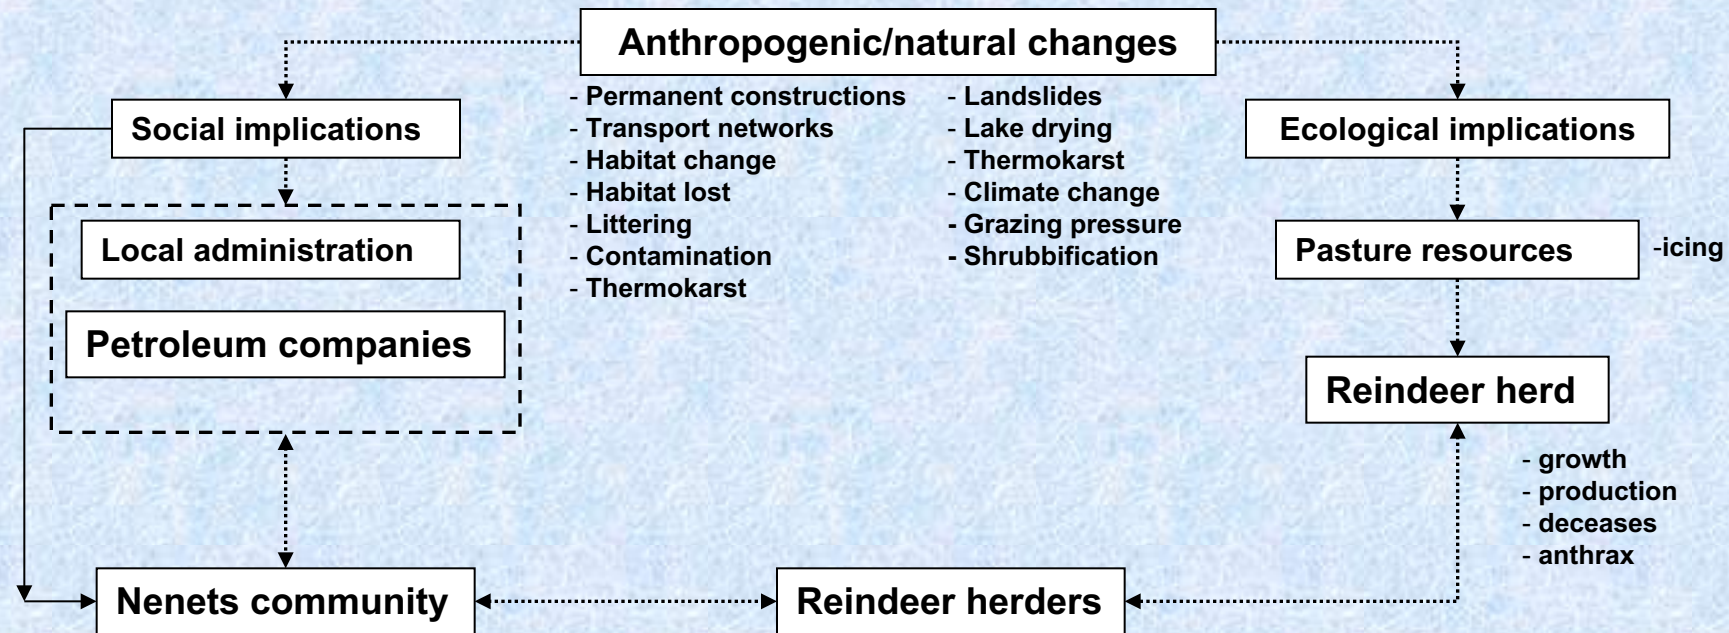 Anthropogenic/natural changes
Social implications
Local administration
Petroleum companies
Nenets community
- Permanent constructions
- Transport networks
- Habitat change
- Habitat lost
- Littering
- Contamination
- Thermokarst
- Landslides
- Lake drying
- Thermokarst
- Climate change
- Grazing pressure
- Shrubbification
Ecological implications
Pasture resources
-icing
Reindeer herd
- growth
- production
- deceases
- anthrax
Reindeer herders